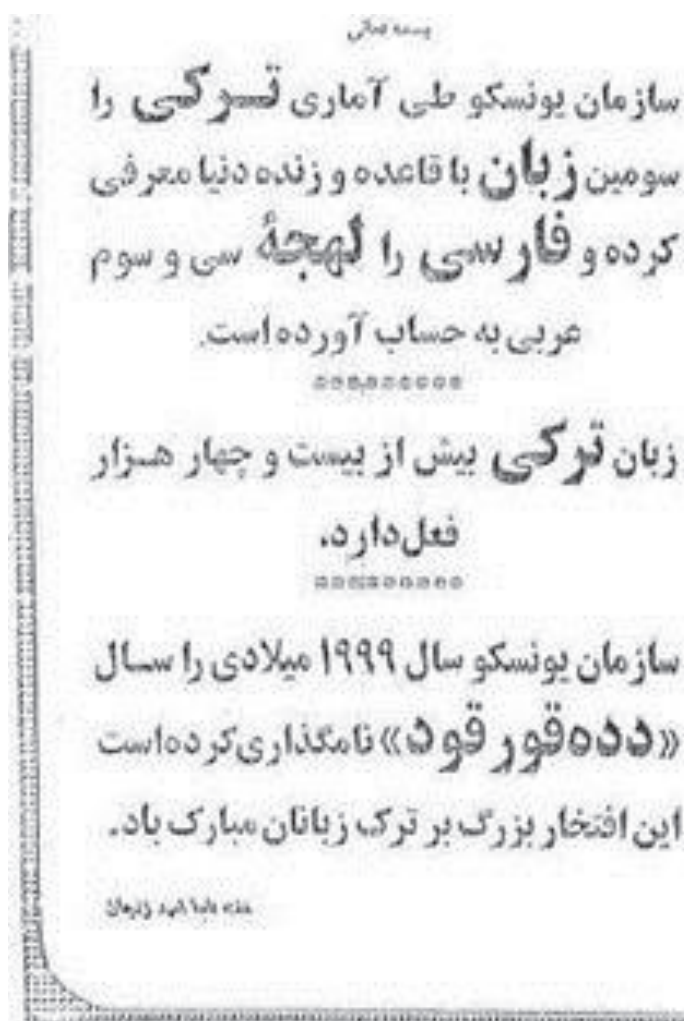 بسمه تعالی
سازمان یونسکو طی آماری ترکی را
سومین زبان با قاعده و زنده دنیا معرفی
کرده و فارسی را لهجهٔ سی و سوم
عربی به حساب آورده است.
زبان ترکی بیش از بیست و چهار هزار
فعل دارد.
سازمان یونسکو سال ۱۹۹۹ میلادی را سال
«دده قورقود» نامگذاری کرده است
این افتخار بزرگ بر ترک زبانان مبارک باد.